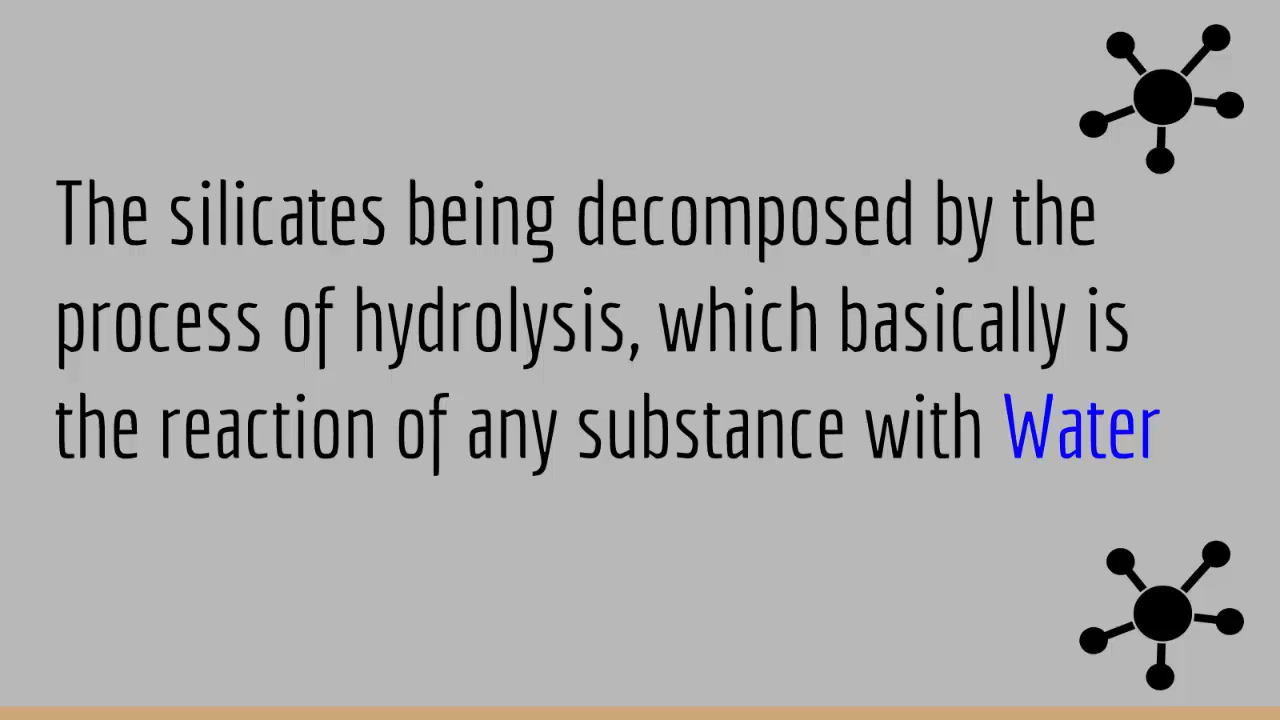 The silicates being decomposed by the
process of hydrolysis, which basically is
the reaction of any substance with Water